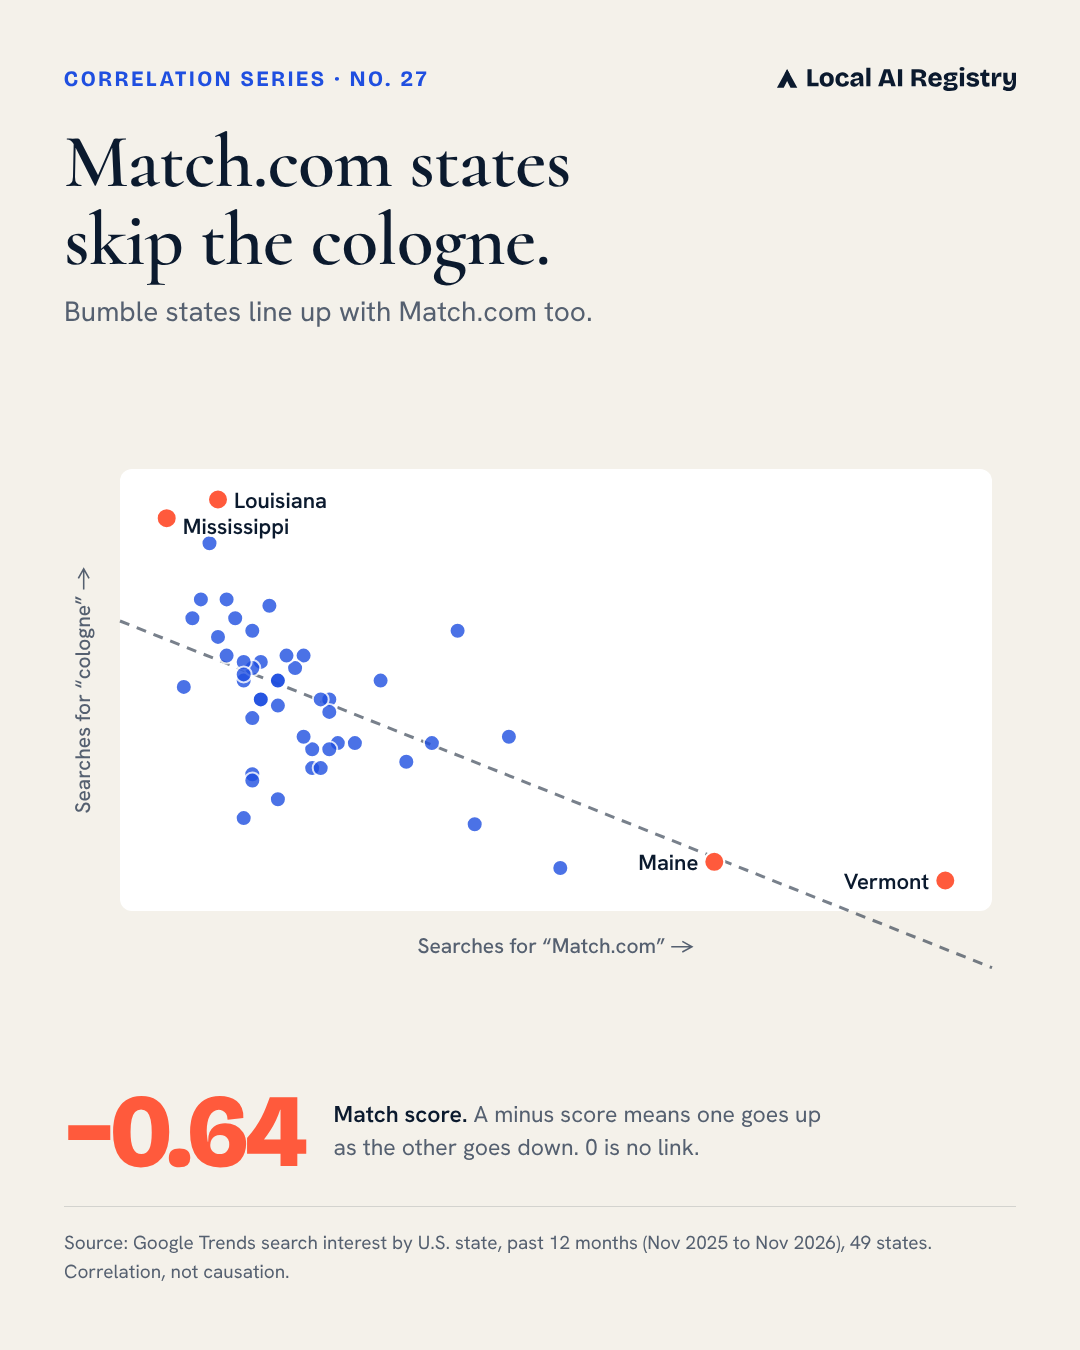 CORRELATION SERIES · NO. 27
Local AI Registry
Match.com states
skip the cologne.
Bumble states line up with Match.com too.
Louisiana
Mississippi
Searches for “cologne” →
Maine
Vermont
Searches for “Match.com” →
−0.64
Match score. A minus score means one goes up
as the other goes down. 0 is no link.
Source: Google Trends search interest by U.S. state, past 12 months (Nov 2025 to Nov 2026), 49 states.
Correlation, not causation.